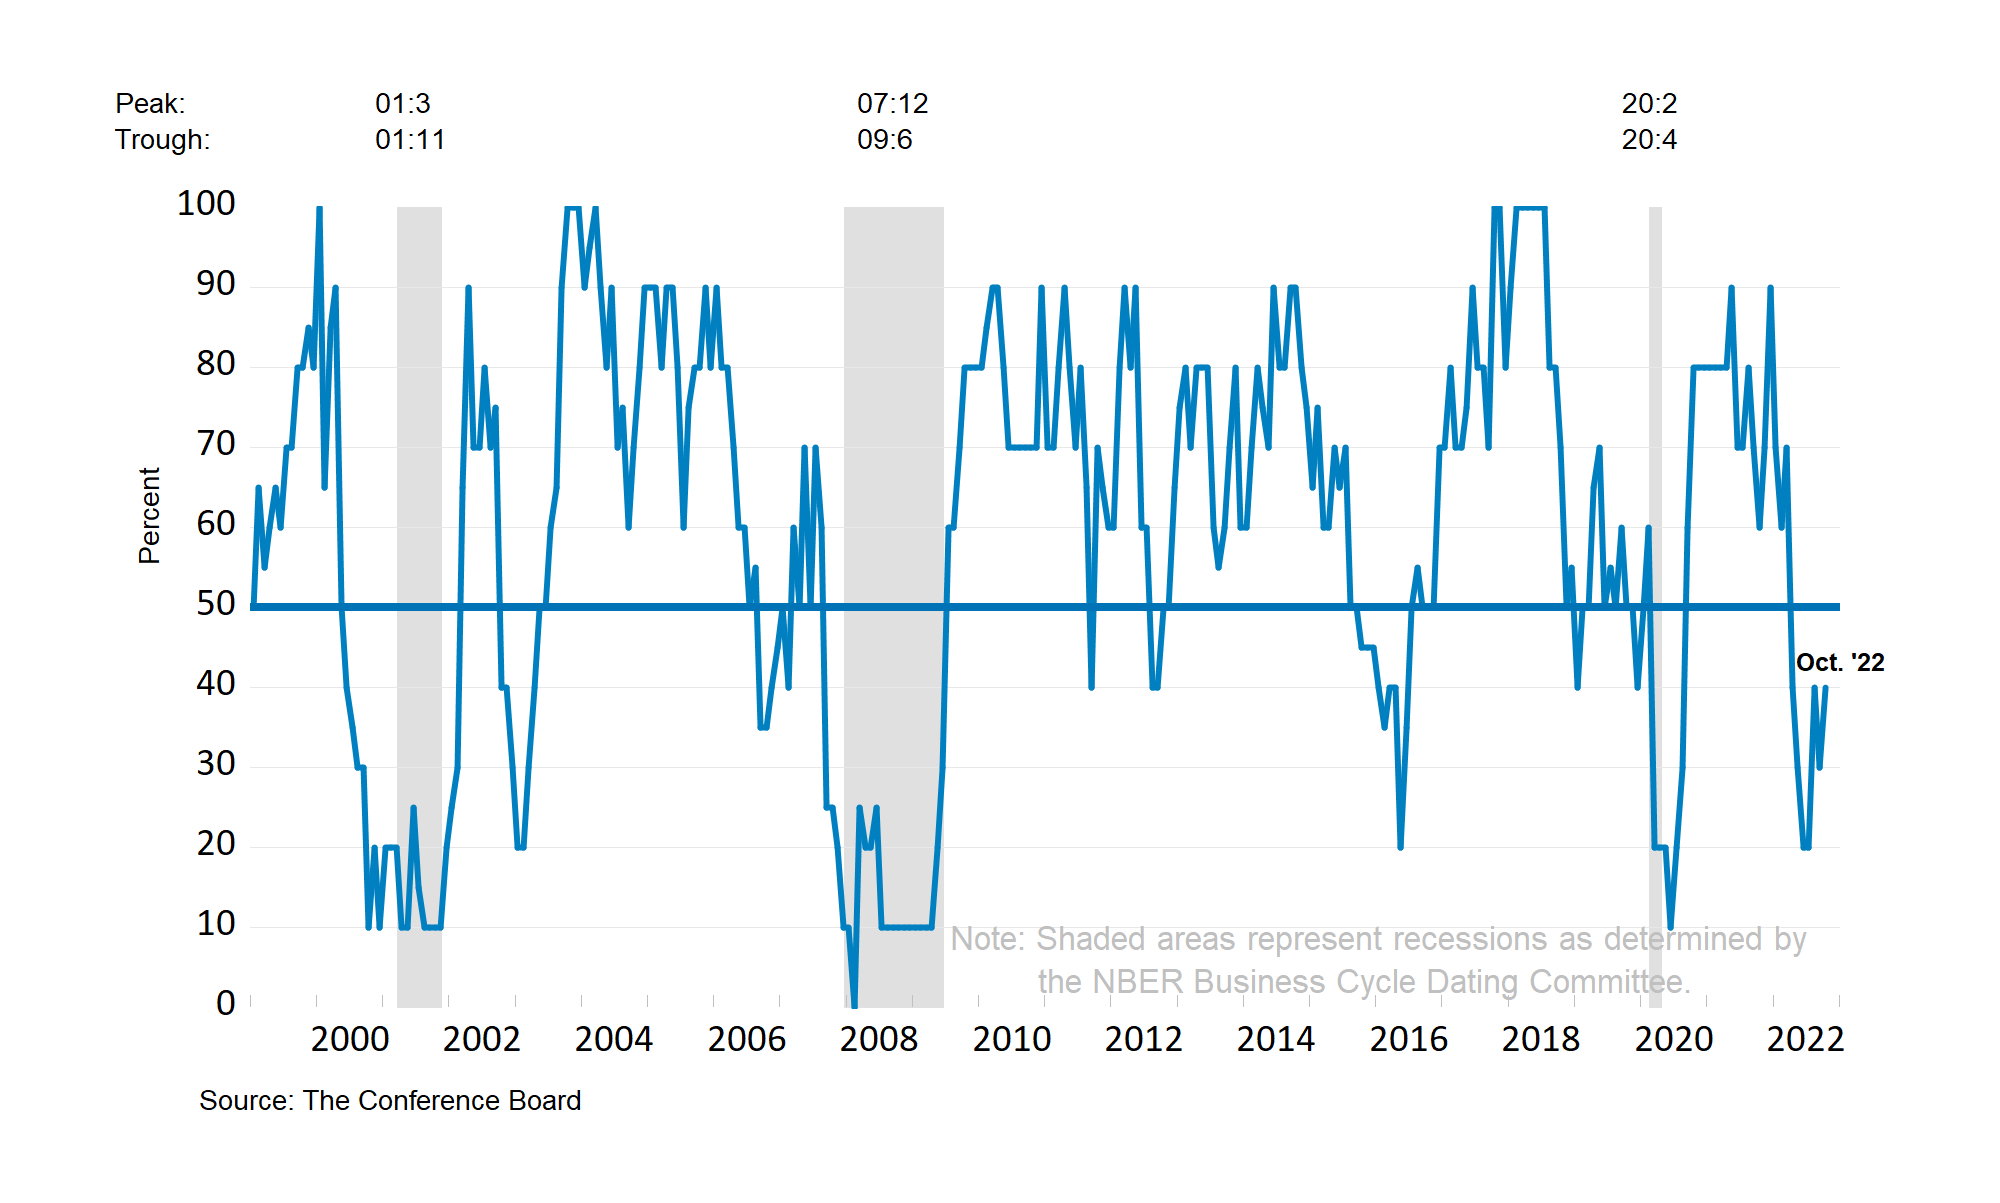 Peak: 01:3 07:12 20:2
Trough: 01:11 09:6 20:4
100
90
80
70
60
50
40
30
20
10
0
Percent
Oct. '22
Note: Shaded areas represent recessions as determined by
the NBER Business Cycle Dating Committee.
2000 2002 2004 2006 2008 2010 2012 2014 2016 2018 2020 2022
Source: The Conference Board